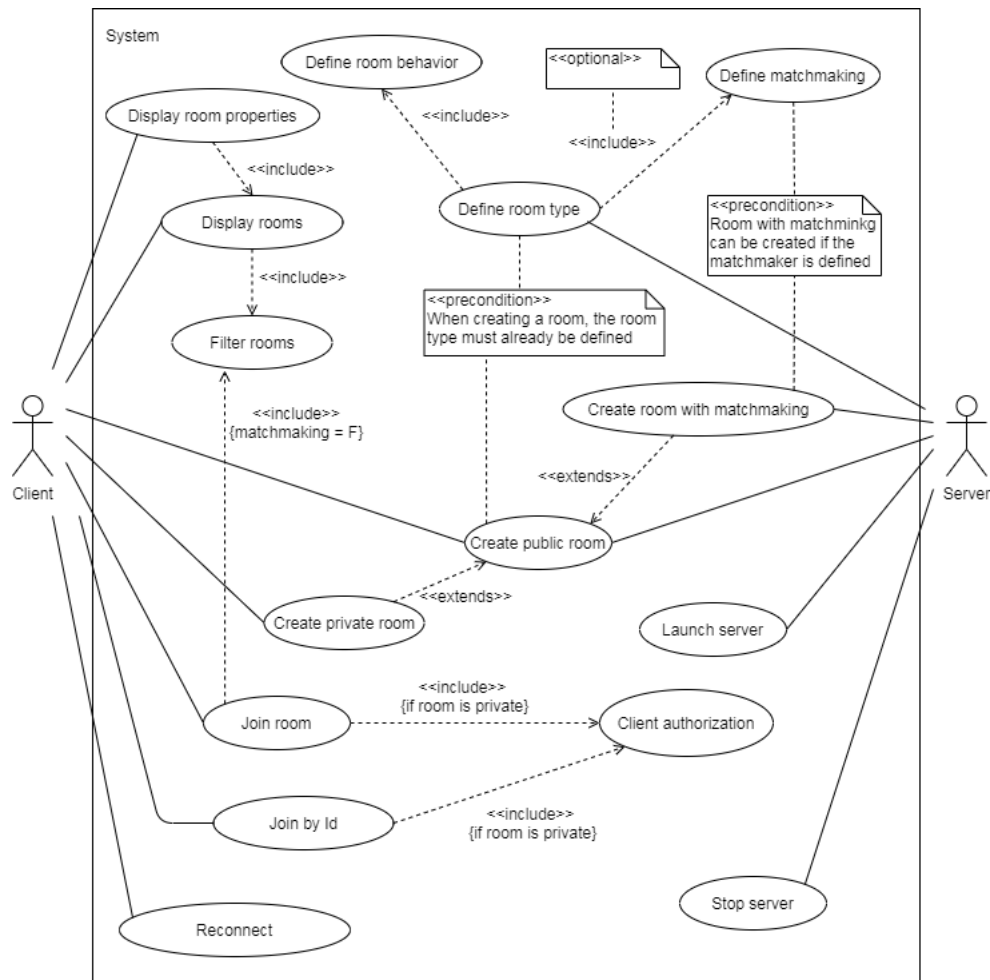 System
Define room behavior
<<optional>>
Define matchmaking
Display room properties
<<include>>
<<include>>
<<include>>
Display rooms
Define room type
<<precondition>>
Room with matchminkg
can be created if the
matchmaker is defined
<<include>>
<<precondition>>
When creating a room, the room
type must already be defined
Filter rooms
<<include>>
{matchmaking = F}
Create room with matchmaking
Client
Server
<<extends>>
Create public room
<<extends>>
Create private room
Launch server
<<include>>
{if room is private}
Join room
Client authorization
<<include>>
{if room is private}
Join by Id
Stop server
Reconnect